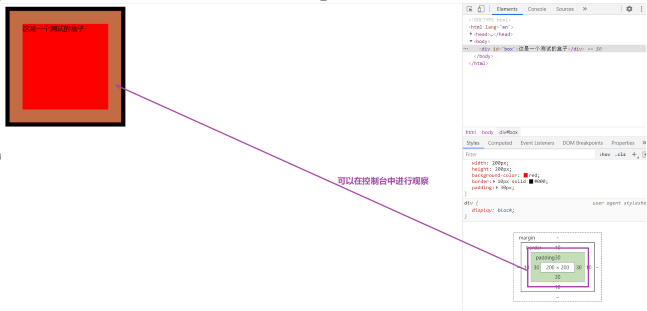 这是一个测试的盒子
可以在控制台中进行观察
Elements Console Sources »
<!DOCTYPE html>
<html lang="en">
<head>…</head>
<body>
<div id="box">这是一个测试的盒子</div> == $0
</body>
</html>
html body div#box
Styles Computed Event Listeners DOM Breakpoints Properties »
Filter :hov .cls +
width: 200px;
height: 200px;
background-color: red;
border: 10px solid #000;
padding: 30px;
}
div { user agent styleshe
display: block;
}
margin –
border 10
padding 30
– 10 30 200 × 200 30 10 –
30
10
–